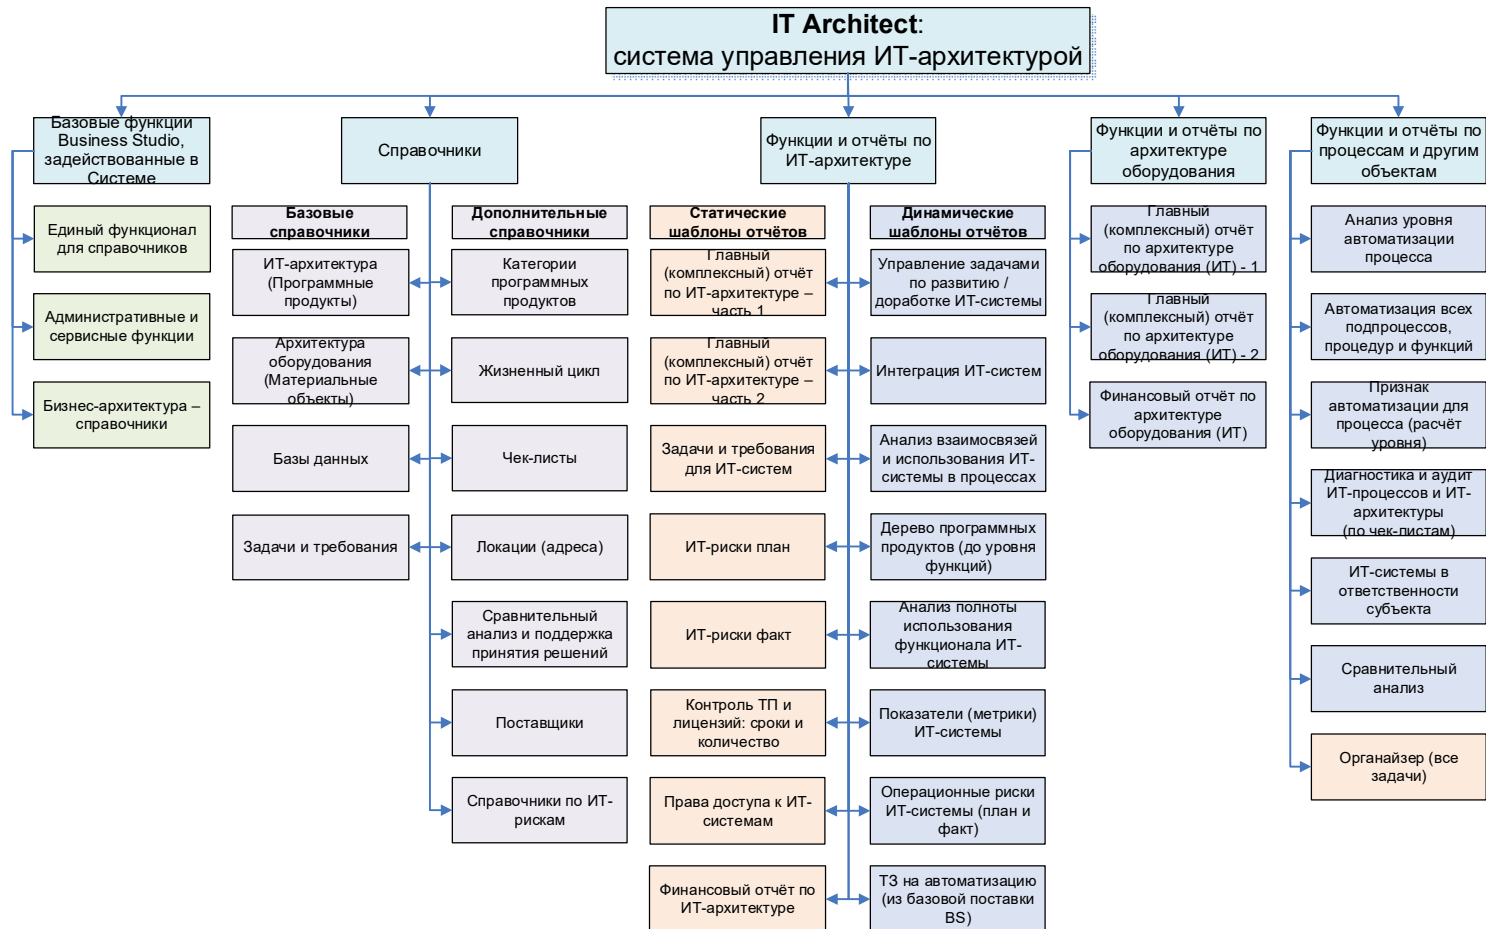 IT Architect:
система управления ИТ-архитектурой
Базовые функции
Business Studio,
задействованные в
Системе
Единый функционал
для справочников
Административные и
сервисные функции
Бизнес-архитектура –
справочники
Справочники
Базовые
справочники
ИТ-архитектура
(Программные
продукты)
Архитектура
оборудования
(Материальные
объекты)
Базы данных
Задачи и требования
Дополнительные
справочники
Категории
программных
продуктов
Жизненный цикл
Чек-листы
Локации (адреса)
Сравнительный
анализ и поддержка
принятия решений
Поставщики
Справочники по ИТ-
рискам
Функции и отчёты по
ИТ-архитектуре
Статические
шаблоны отчётов
Главный
(комплексный) отчёт
по ИТ-архитектуре –
часть 1
Главный
(комплексный) отчёт
по ИТ-архитектуре –
часть 2
Задачи и требования
для ИТ-систем
ИТ-риски план
ИТ-риски факт
Контроль ТП и
лицензий: сроки и
количество
Права доступа к ИТ-
системам
Финансовый отчёт по
ИТ-архитектуре
Динамические
шаблоны отчётов
Управление задачами
по развитию /
доработке ИТ-системы
Интеграция ИТ-систем
Анализ взаимосвязей
и использования ИТ-
системы в процессах
Дерево программных
продуктов (до уровня
функций)
Анализ полноты
использования
функционала ИТ-
системы
Показатели (метрики)
ИТ-системы
Операционные риски
ИТ-системы (план и
факт)
ТЗ на автоматизацию
(из базовой поставки
BS)
Функции и отчёты по
архитектуре
оборудования
Главный
(комплексный) отчёт
по архитектуре
оборудования (ИТ) - 1
Главный
(комплексный) отчёт
по архитектуре
оборудования (ИТ) - 2
Финансовый отчёт по
архитектуре
оборудования (ИТ)
Функции и отчёты по
процессам и другим
объектам
Анализ уровня
автоматизации
процесса
Автоматизация всех
подпроцессов,
процедур и функций
Признак
автоматизации для
процесса (расчёт
уровня)
Диагностика и аудит
ИТ-процессов и ИТ-
архитектуры
(по чек-листам)
ИТ-системы в
ответственности
субъекта
Сравнительный
анализ
Органайзер (все
задачи)